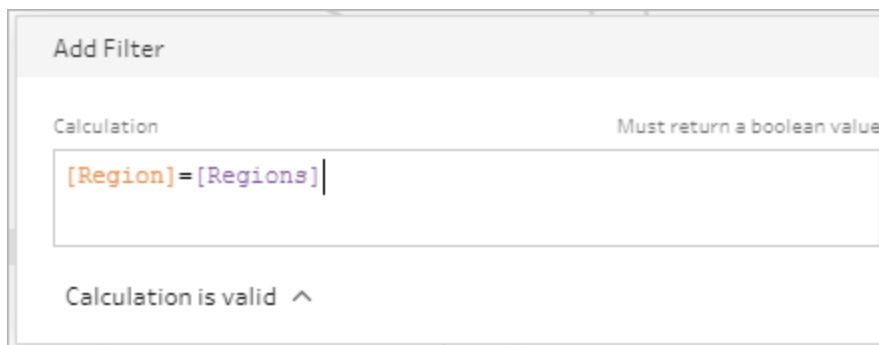 Add Filter
Calculation Must return a boolean value
[Region]=[Regions]
Calculation is valid